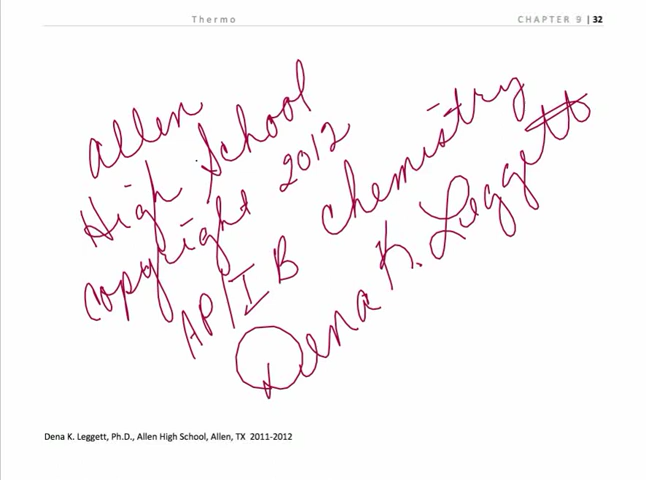 Thermo CHAPTER 9 | 32
Allen
High School
Copyright 2012
AP/IB Chemistry
Dena K. Leggett
Dena K. Leggett, Ph.D., Allen High School, Allen, TX 2011-2012